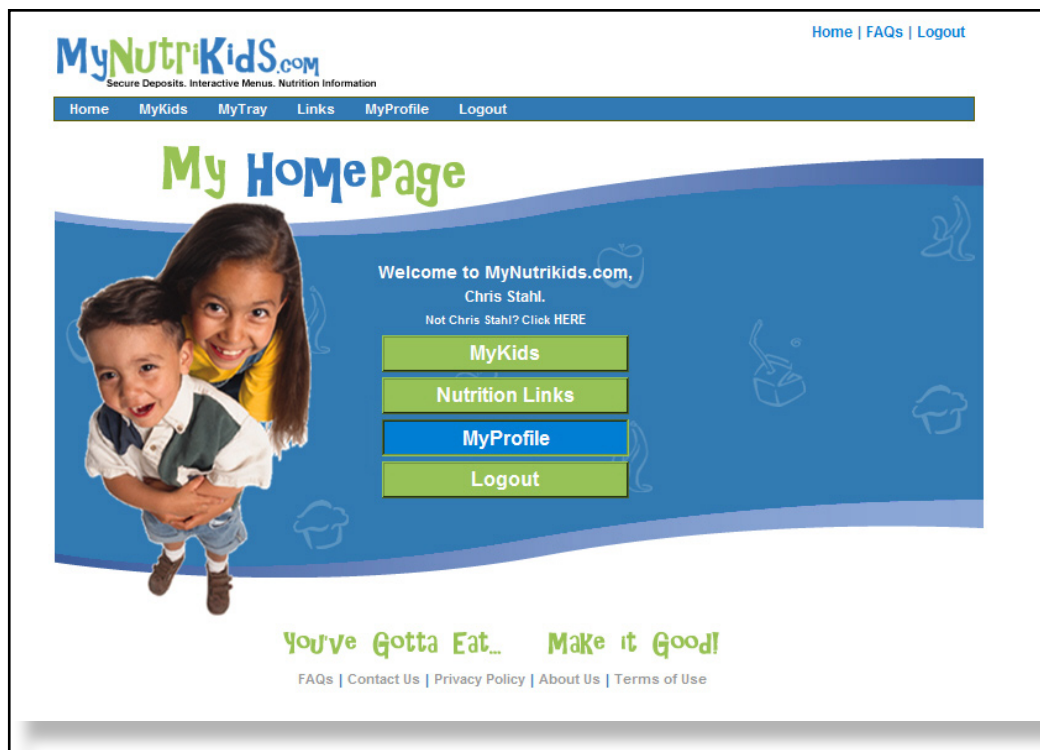 Home | FAQs | Logout
MyNutriKids.com
Secure Deposits. Interactive Menus. Nutrition Information
Home MyKids MyTray Links MyProfile Logout
My HomePage
Welcome to MyNutrikids.com,
Chris Stahl.
Not Chris Stahl? Click HERE
MyKids
Nutrition Links
MyProfile
Logout
You've Gotta Eat... Make it Good!
FAQs | Contact Us | Privacy Policy | About Us | Terms of Use